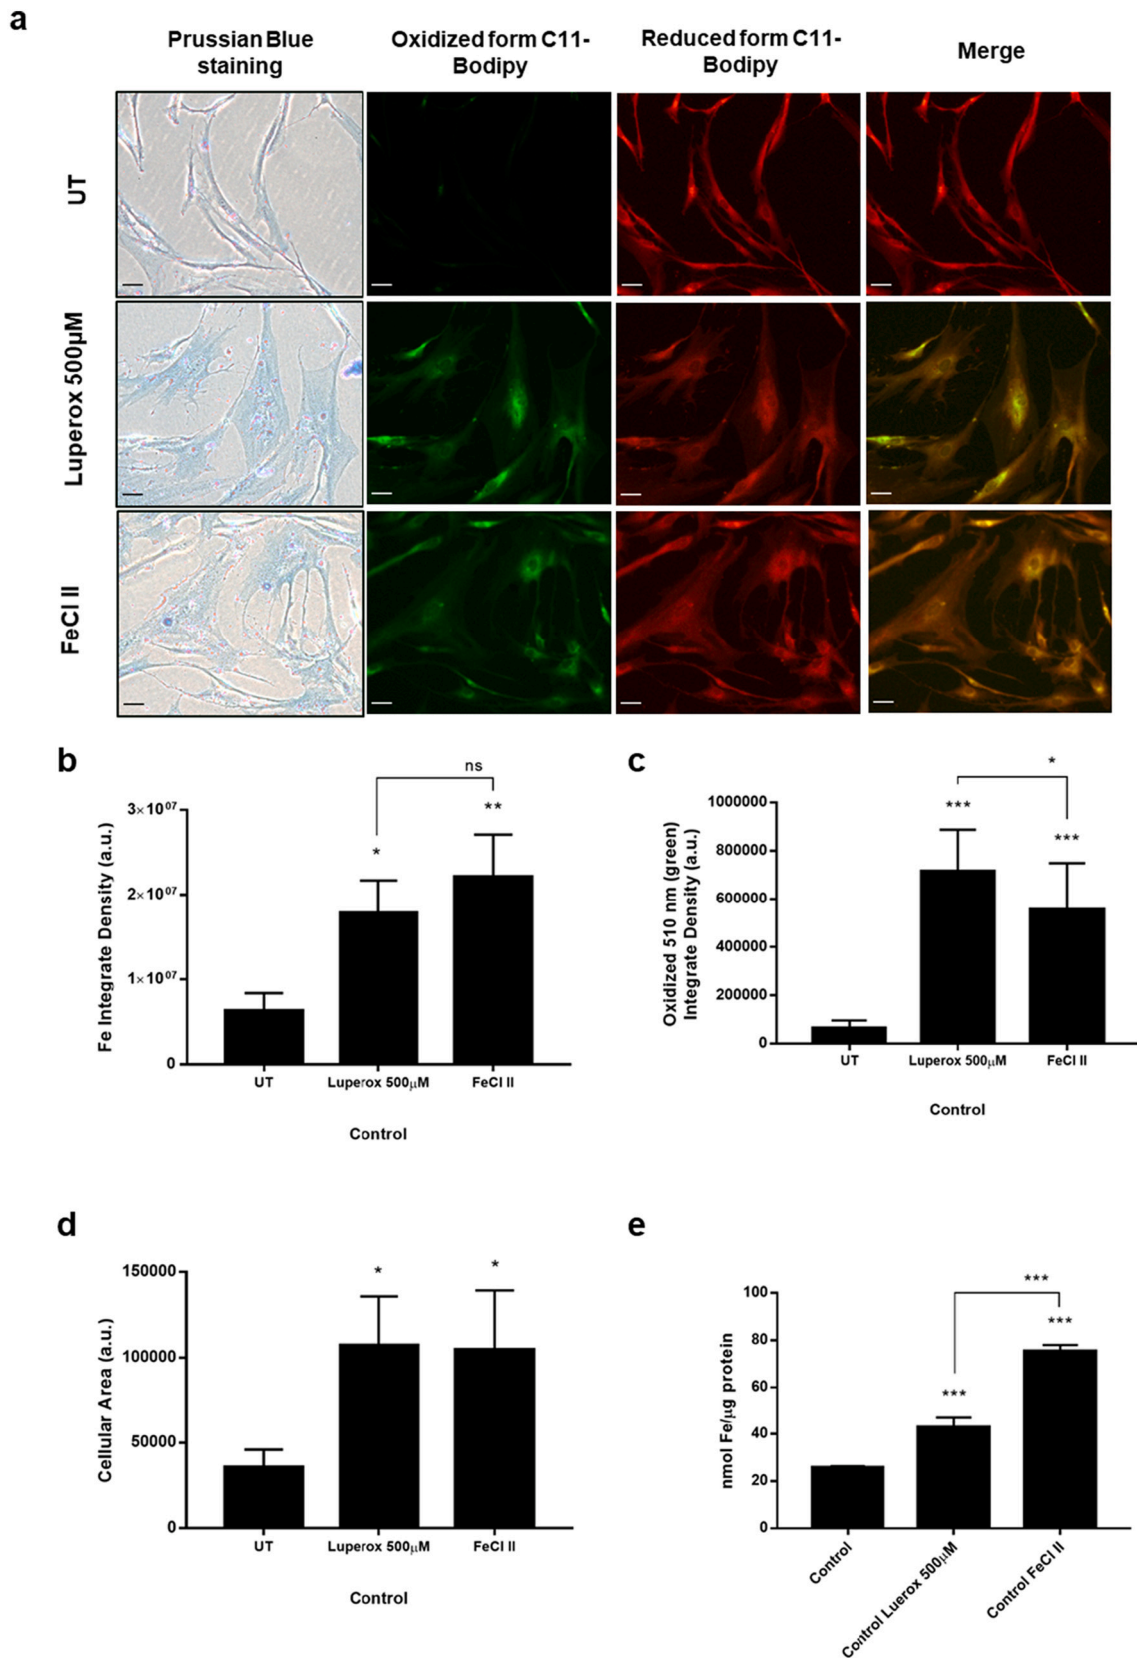 a
Prussian Blue
staining
Oxidized form C11-
Bodipy
Reduced form C11-
Bodipy
Merge
UT
Luperox 500µM
FeCl II
b
ns
**
*
Fe Integrate Density (a.u.)
3×10⁰⁷
2×10⁰⁷
1×10⁰⁷
0
UT
Luperox 500µM
FeCl II
Control
c
*
***
***
Oxidized 510 nm (green)
Integrate Density (a.u.)
1000000
800000
600000
400000
200000
0
UT
Luperox 500µM
FeCl II
Control
d
*
*
Cellular Area (a.u.)
150000
100000
50000
0
UT
Luperox 500µM
FeCl II
Control
e
***
***
***
nmol Fe/µg protein
100
80
60
40
20
0
Control
Control Luerox 500µM
Control FeCl II